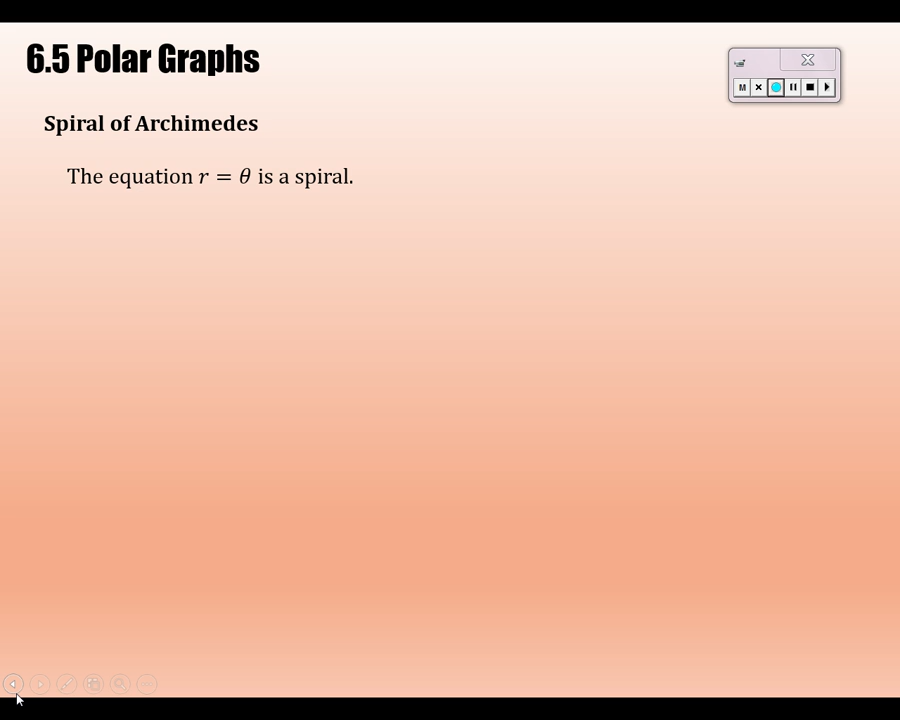 6.5 Polar Graphs
Spiral of Archimedes
The equation r = θ is a spiral.
M